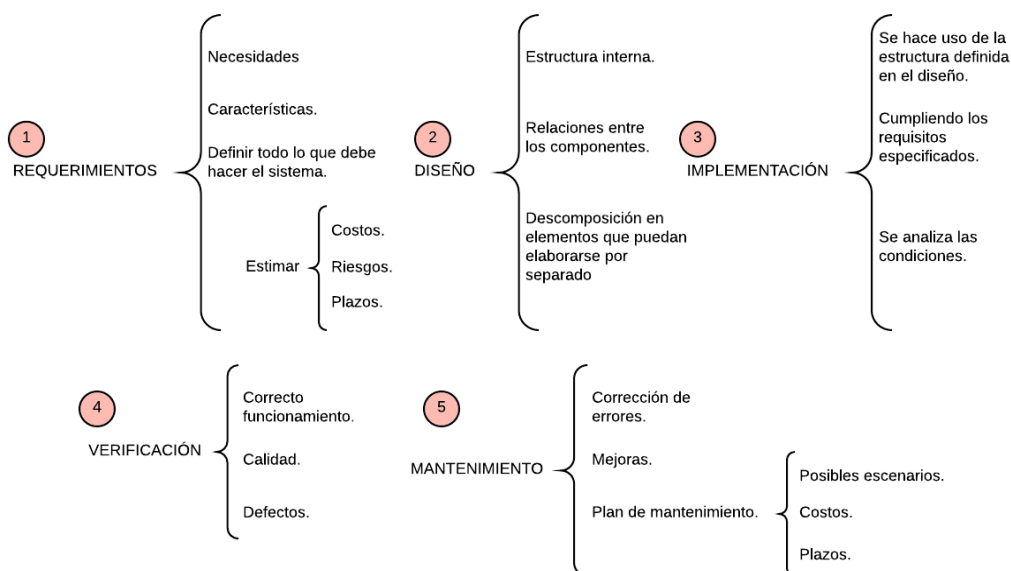 1
REQUERIMIENTOS
Necesidades
Características.
Definir todo lo que debe
hacer el sistema.
Estimar
Costos.
Riesgos.
Plazos.
2
DISEÑO
Estructura interna.
Relaciones entre
los componentes.
Descomposición en
elementos que puedan
elaborarse por
separado
3
IMPLEMENTACIÓN
Se hace uso de la
estructura definida
en el diseño.
Cumpliendo los
requisitos
especificados.
Se analiza las
condiciones.
4
VERIFICACIÓN
Correcto
funcionamiento.
Calidad.
Defectos.
5
MANTENIMIENTO
Corrección de
errores.
Mejoras.
Plan de mantenimiento.
Posibles escenarios.
Costos.
Plazos.